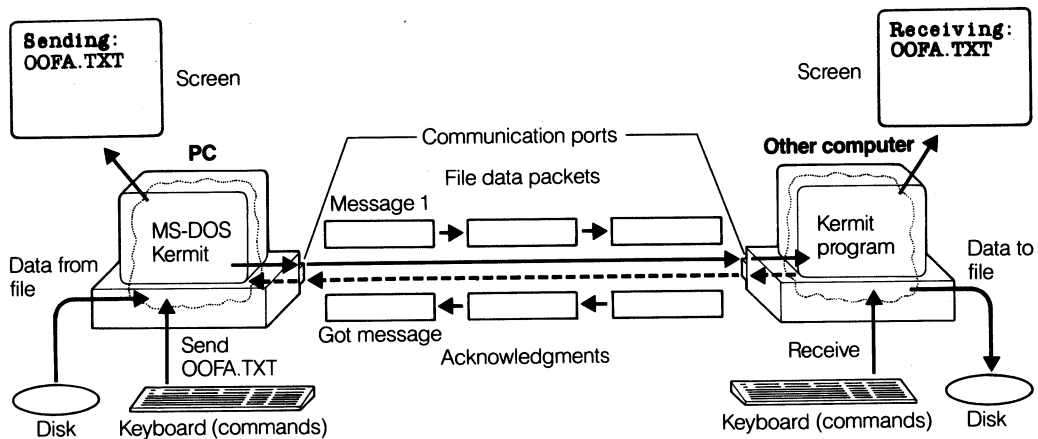 Sending:
OOFA.TXT
Screen
Receiving:
OOFA.TXT
Screen
Communication ports
PC
Other computer
File data packets
Message 1
MS-DOS
Kermit
Kermit
program
Data from
file
Data to
file
Got message
Acknowledgments
Send
OOFA.TXT
Receive
Disk
Keyboard (commands)
Keyboard (commands)
Disk